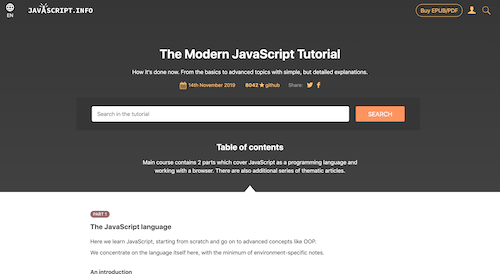 EN
JAVASCRIPT.INFO
Buy EPUB/PDF
The Modern JavaScript Tutorial
How it's done now. From the basics to advanced topics with simple, but detailed explanations.
14th November 2019
8042 ★ github
Share:
Search in the tutorial
SEARCH
Table of contents
Main course contains 2 parts which cover JavaScript as a programming language and
working with a browser. There are also additional series of thematic articles.
PART 1
The JavaScript language
Here we learn JavaScript, starting from scratch and go on to advanced concepts like OOP.
We concentrate on the language itself here, with the minimum of environment-specific notes.
An introduction